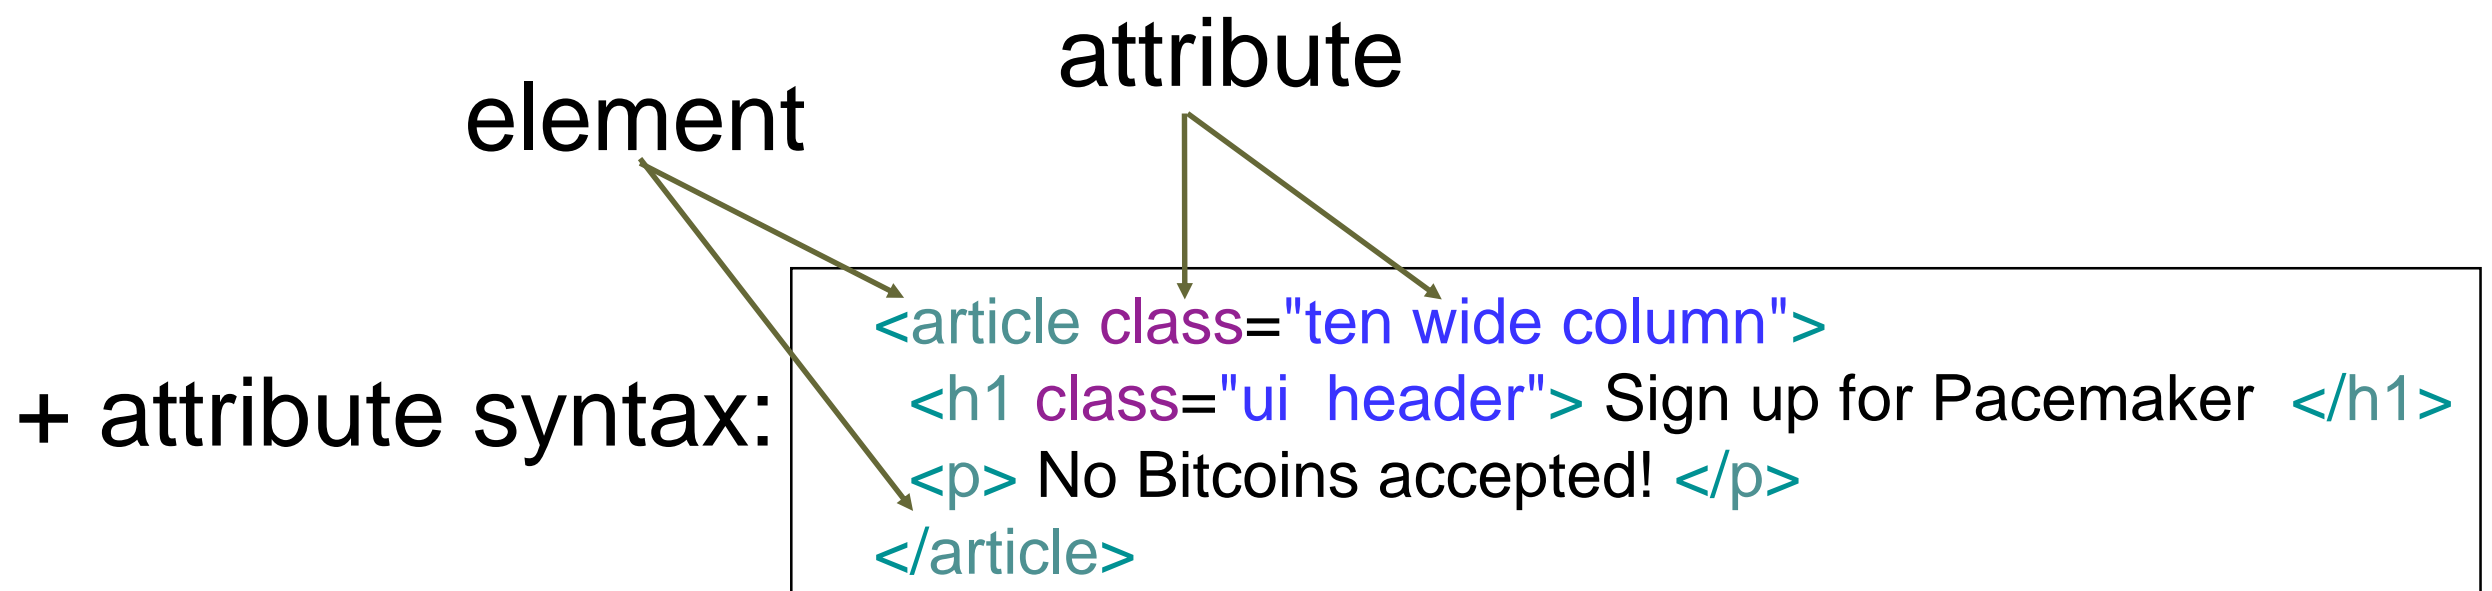 attribute
element
<article class="ten wide column">
<h1 class="ui  header"> Sign up for Pacemaker  </h1>
+ attribute syntax:
<p> No Bitcoins accepted! </p>
</article>